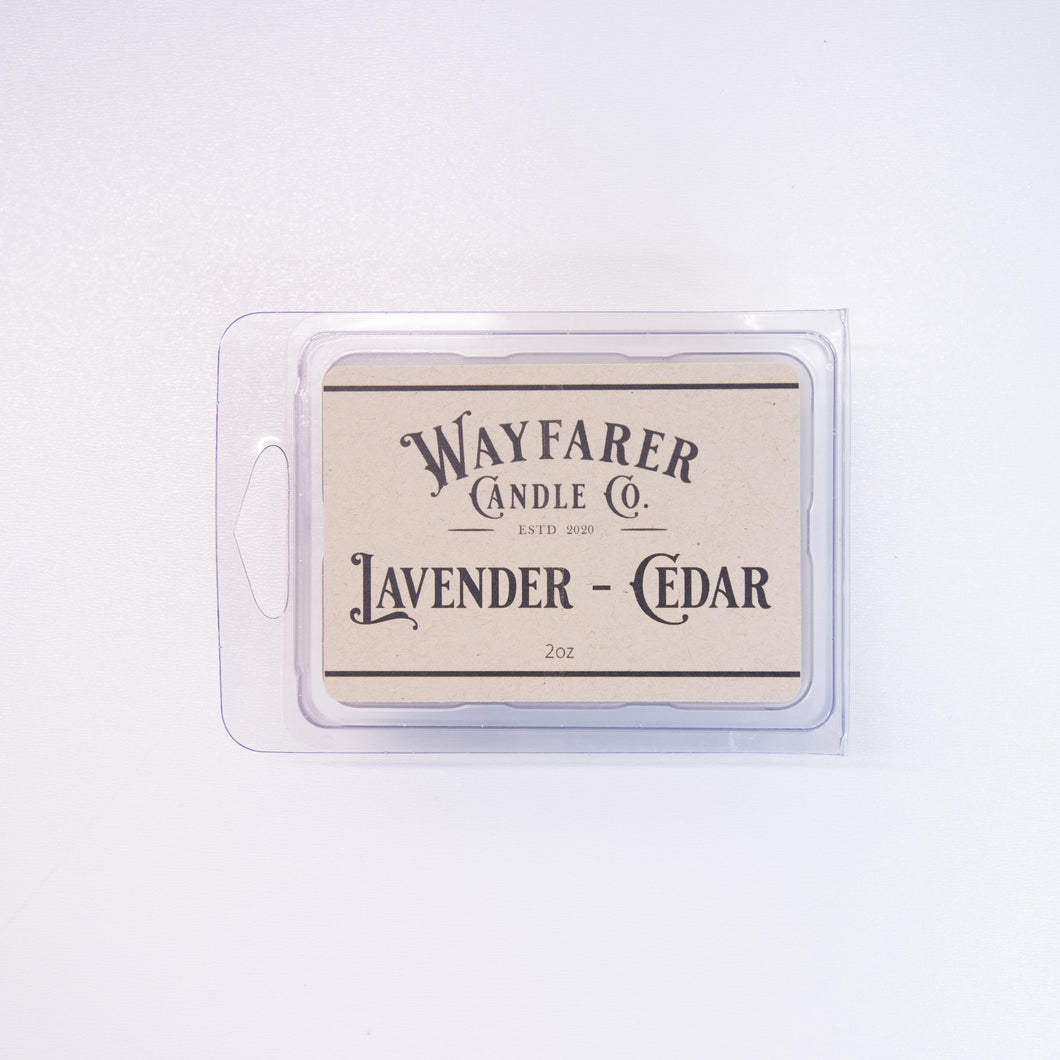 WAYFARER
CANDLE CO.
ESTD 2020
LAVENDER – CEDAR
2oz